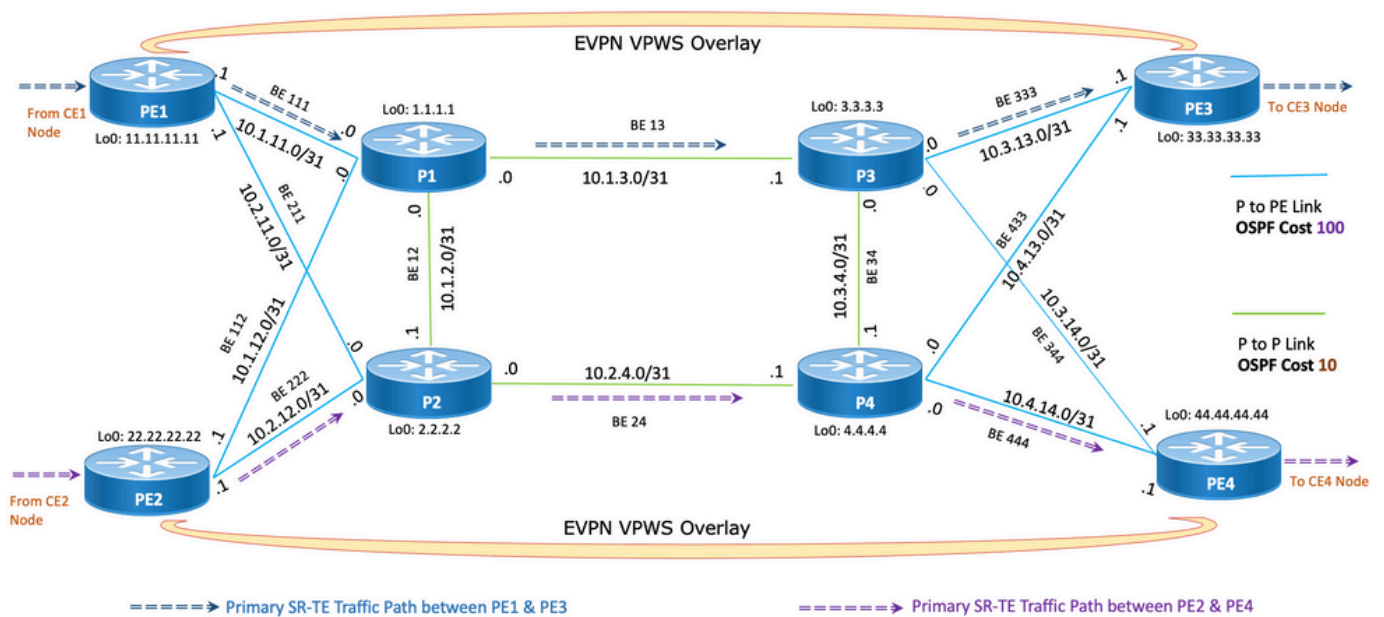 EVPN VPWS Overlay
From CE1
Node
PE1
Lo0: 11.11.11.11
.1
.1
BE 111
10.1.11.0/31
.0
.0
BE 211
10.2.11.0/31
Lo0: 1.1.1.1
P1
.0
BE 13
10.1.3.0/31
.1
Lo0: 3.3.3.3
P3
.0
.0
BE 333
10.3.13.0/31
.1
.1
PE3
Lo0: 33.33.33.33
To CE3 Node
P to PE Link
OSPF Cost 100
.0
BE 12
10.1.2.0/31
.1
.0
10.3.4.0/31
BE 34
.1
BE 433
10.4.13.0/31
10.3.14.0/31
BE 344
P to P Link
OSPF Cost 10
BE 112
10.1.12.0/31
BE 222
10.2.12.0/31
.0
.0
P2
Lo0: 2.2.2.2
.0
10.2.4.0/31
.1
BE 24
P4
Lo0: 4.4.4.4
.0
.0
10.4.14.0/31
BE 444
.1
.1
Lo0: 44.44.44.44
PE4
To CE4 Node
Lo0: 22.22.22.22
.1
.1
PE2
From CE2
Node
EVPN VPWS Overlay
Primary SR-TE Traffic Path between PE1 & PE3
Primary SR-TE Traffic Path between PE2 & PE4